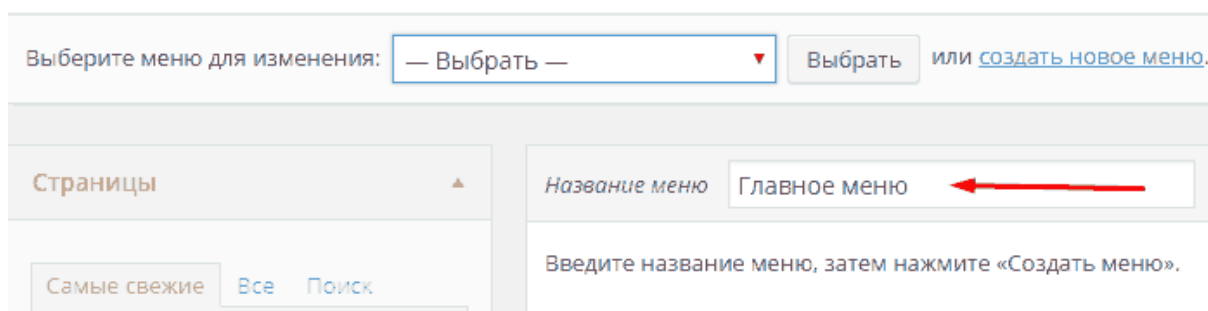 Выберите меню для изменения: — Выбрать — Выбрать или создать новое меню.
Страницы
Название меню Главное меню
Введите название меню, затем нажмите «Создать меню».
Самые свежие Все Поиск